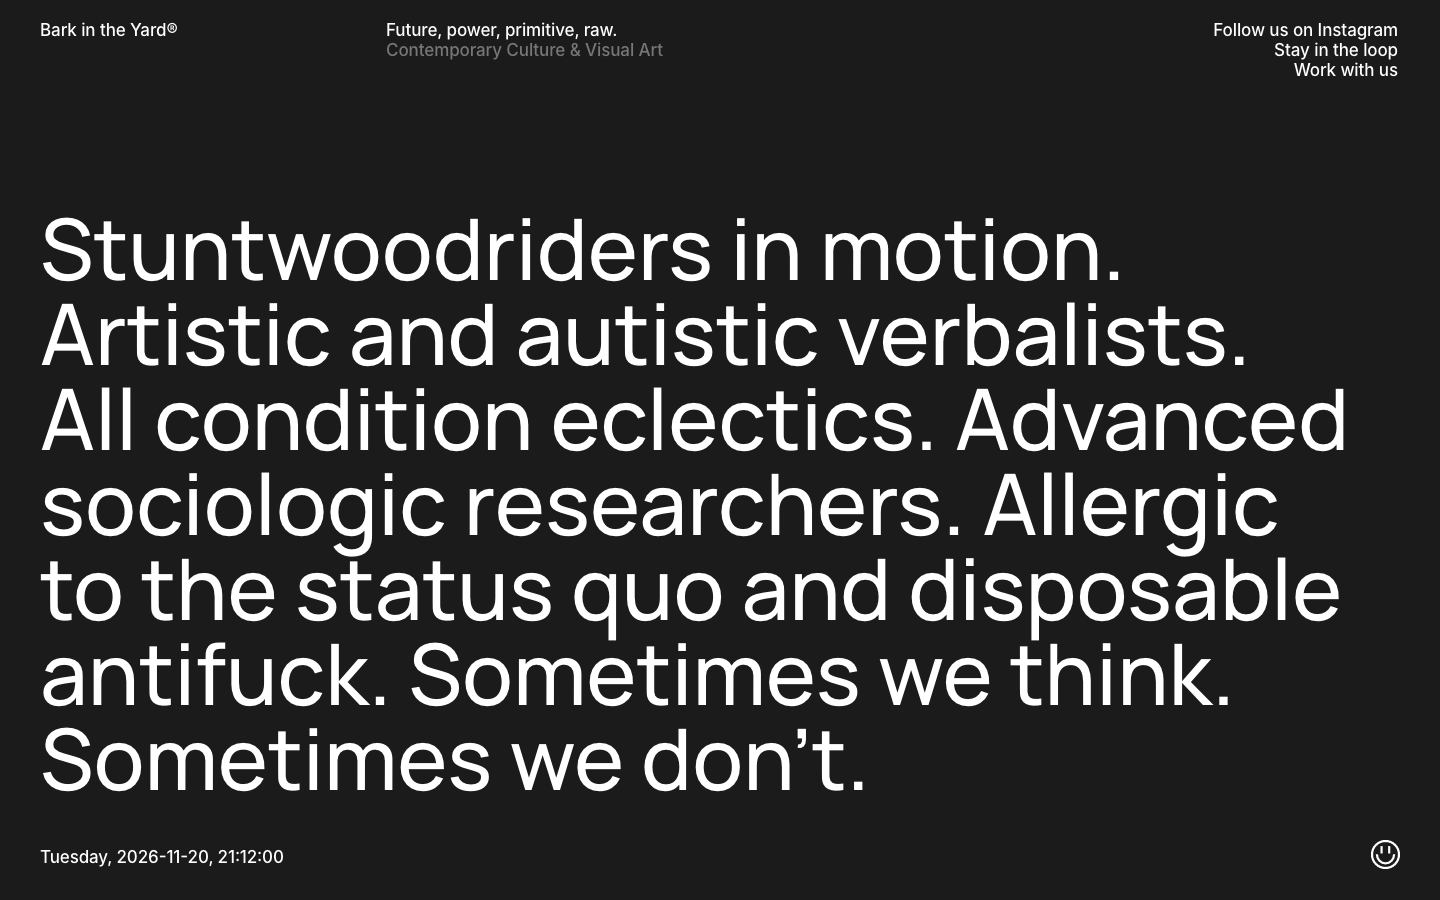 Bark in the Yard®
Future, power, primitive, raw.
Contemporary Culture & Visual Art
Follow us on Instagram
Stay in the loop
Work with us
Stuntwoodriders in motion.
Artistic and autistic verbalists.
All condition eclectics. Advanced
sociologic researchers. Allergic
to the status quo and disposable
antifuck. Sometimes we think.
Sometimes we don’t.
Tuesday, 2026-11-20, 21:12:00